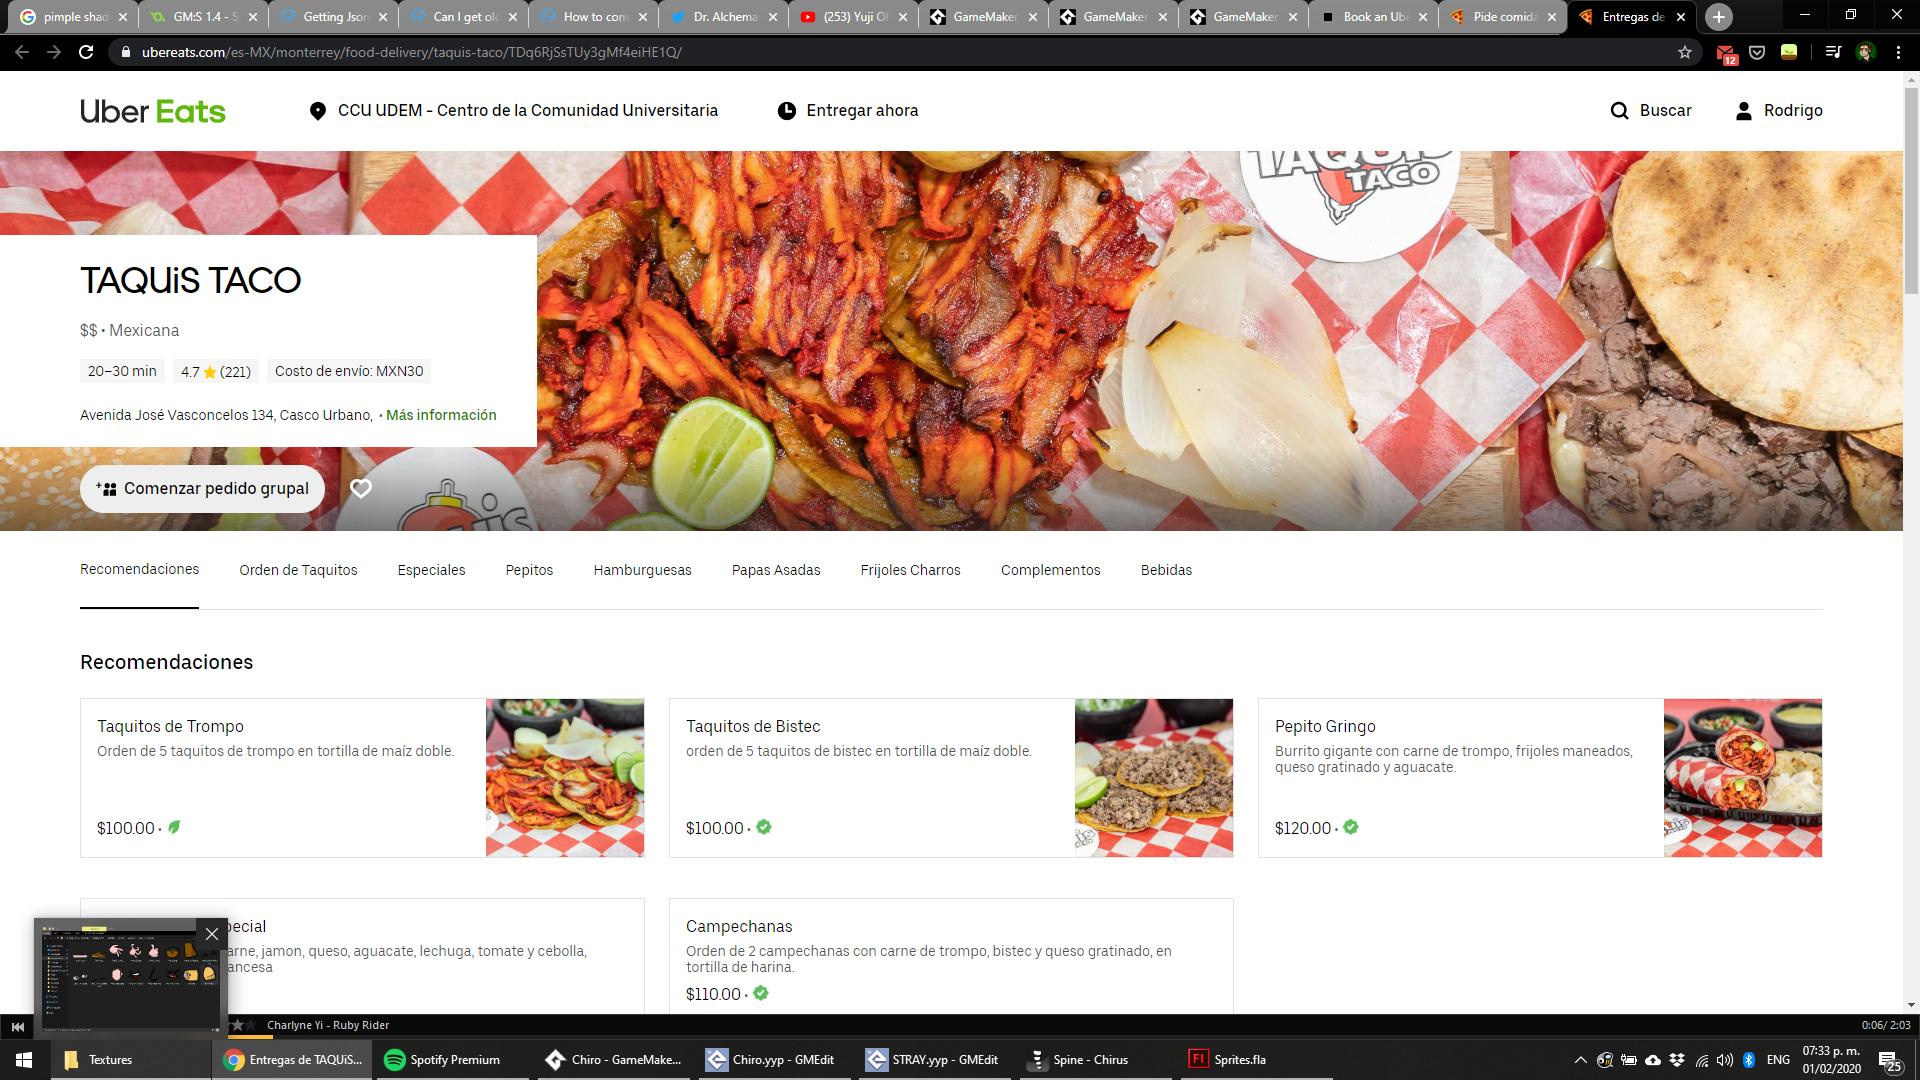 pimple shad
GM:S 1.4 - S
Getting Json
Can I get old
How to conv
Dr. Alchemai
(253) Yuji Oh
GameMaker
GameMaker
GameMaker
Book an Ube
Pide comida
Entregas de
ubereats.com/es-MX/monterrey/food-delivery/taquis-taco/TDq6RjSsTUy3gMf4eiHE1Q/
12
Uber Eats
CCU UDEM - Centro de la Comunidad Universitaria
Entregar ahora
Buscar
Rodrigo
TAQUIS
TACO
TAQUiS TACO
$$ • Mexicana
20–30 min
4.7 (221)
Costo de envío: MXN30
Avenida José Vasconcelos 134, Casco Urbano, • Más información
Comenzar pedido grupal
Recomendaciones
Orden de Taquitos
Especiales
Pepitos
Hamburguesas
Papas Asadas
Frijoles Charros
Complementos
Bebidas
Recomendaciones
Taquitos de Trompo
Orden de 5 taquitos de trompo en tortilla de maíz doble.
$100.00 •
Taquitos de Bistec
orden de 5 taquitos de bistec en tortilla de maíz doble.
$100.00 •
Pepito Gringo
Burrito gigante con carne de trompo, frijoles maneados,
queso gratinado y aguacate.
$120.00 •
pecial
arne, jamon, queso, aguacate, lechuga, tomate y cebolla,
ancesa
Campechanas
Orden de 2 campechanas con carne de trompo, bistec y queso gratinado, en
tortilla de harina.
$110.00 •
Charlyne Yi - Ruby Rider
0:06/ 2:03
Textures
Entregas de TAQUiS...
Spotify Premium
Chiro - GameMake...
Chiro.yyp - GMEdit
STRAY.yyp - GMEdit
Spine - Chirus
Sprites.fla
ENG
07:33 p. m.
01/02/2020
25